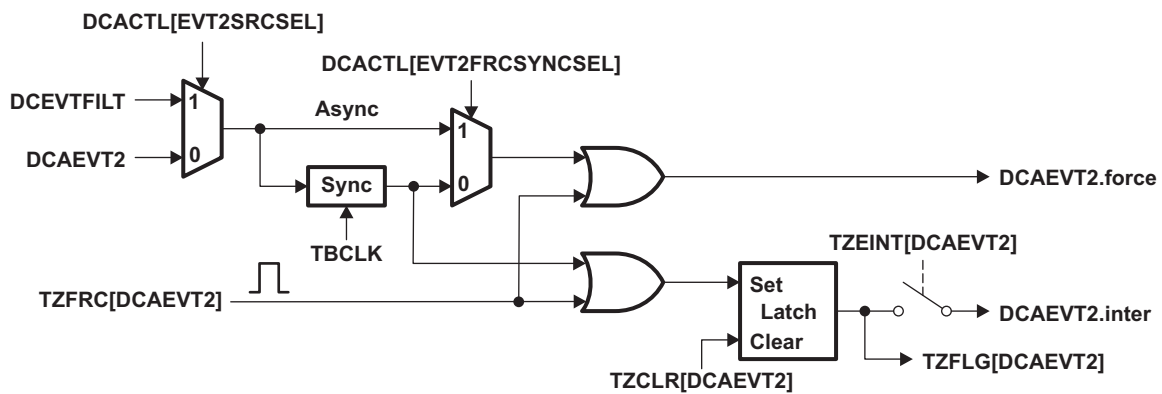 DCACTL[EVT2SRCSEL]
DCACTL[EVT2FRCSYNCSEL]
DCEVTFILT
1
Async
1
DCAEVT2
0
Sync
0
DCAEVT2.force
TBCLK
TZEINT[DCAEVT2]
TZFRC[DCAEVT2]
Set
Latch
Clear
DCAEVT2.inter
TZFLG[DCAEVT2]
TZCLR[DCAEVT2]